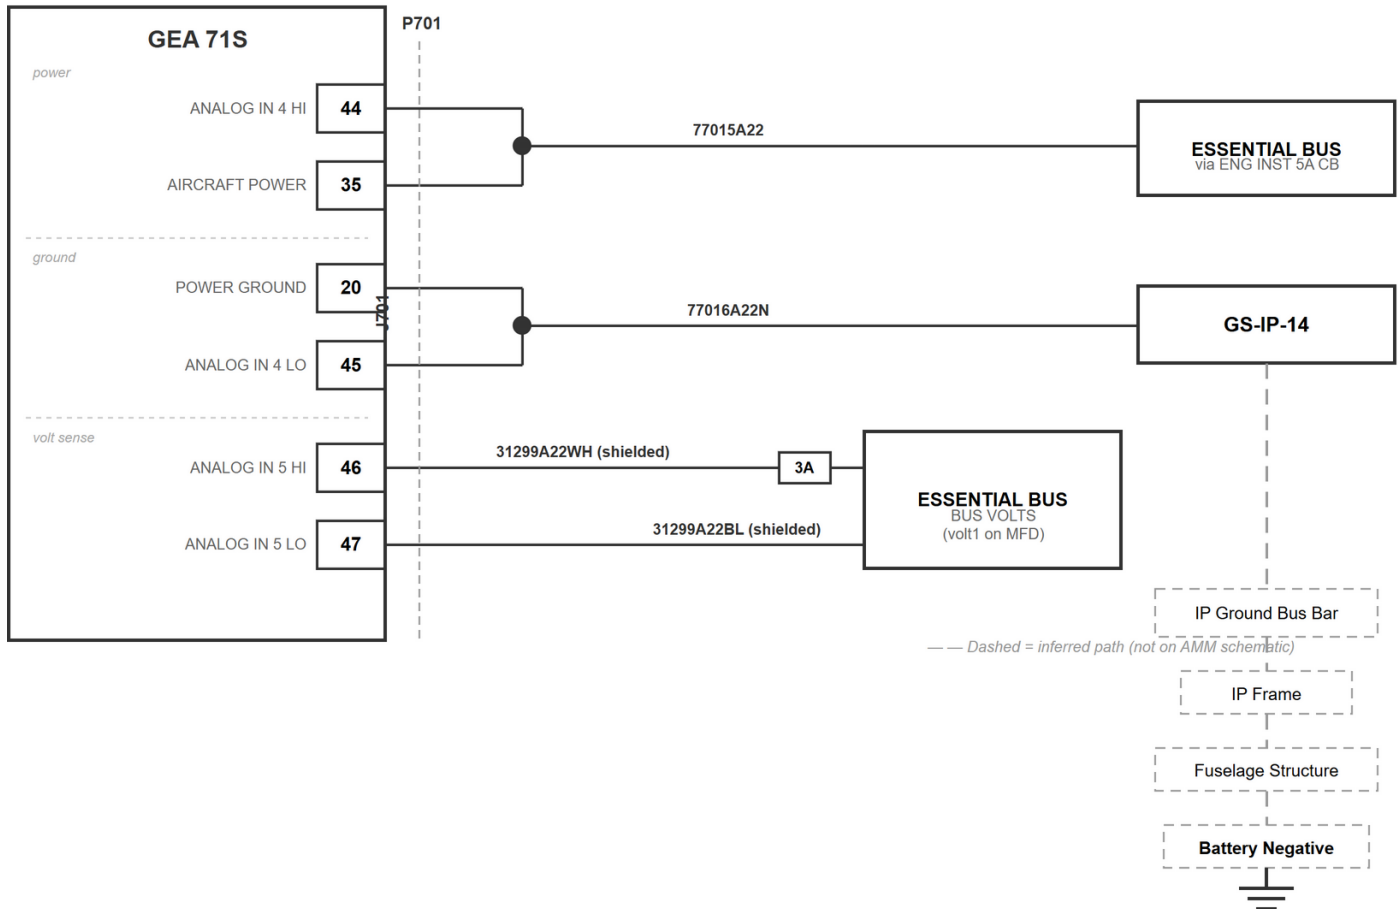 GEA 71S
P701
power
ANALOG IN 4 HI
44
77015A22
AIRCRAFT POWER
35
ESSENTIAL BUS
via ENG INST 5A CB
ground
POWER GROUND
20
J701
77016A22N
GS-IP-14
ANALOG IN 4 LO
45
volt sense
ANALOG IN 5 HI
46
31299A22WH (shielded)
3A
ANALOG IN 5 LO
47
31299A22BL (shielded)
ESSENTIAL BUS
BUS VOLTS
(volt1 on MFD)
IP Ground Bus Bar
— — Dashed = inferred path (not on AMM schematic)
IP Frame
Fuselage Structure
Battery Negative